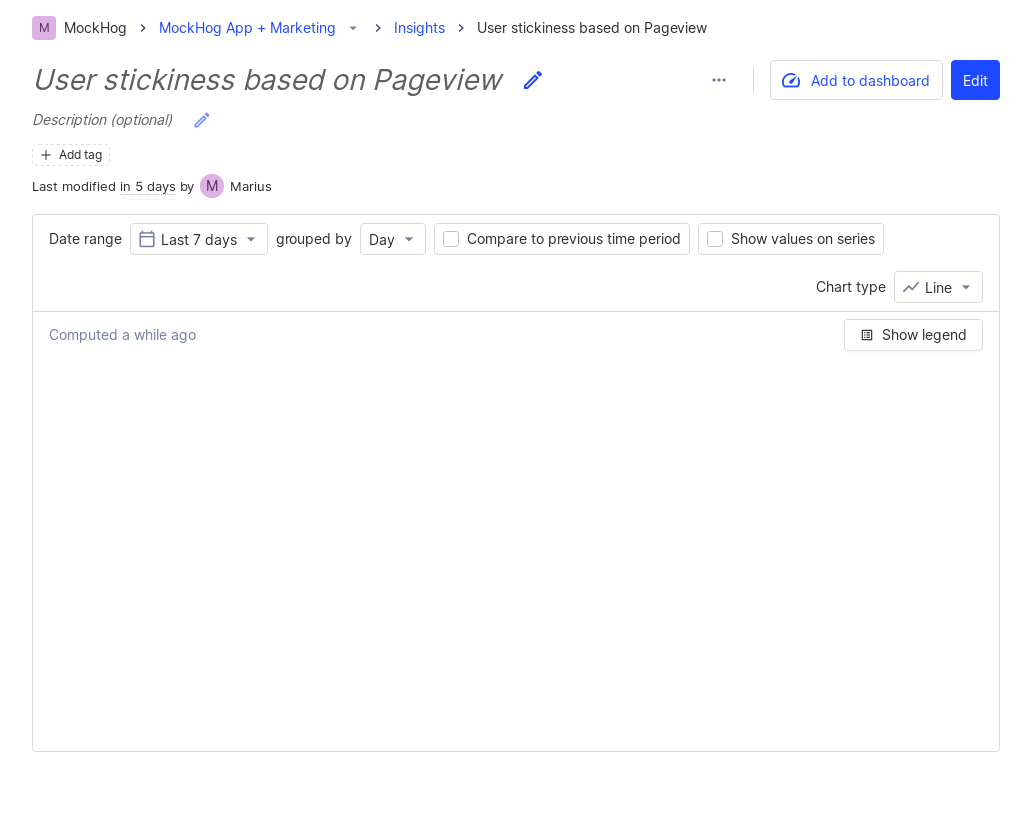 M MockHog MockHog App + Marketing Insights User stickiness based on Pageview
User stickiness based on Pageview Add to dashboard Edit
Description (optional)
Add tag
Last modified in 5 days by M Marius
Date range Last 7 days grouped by Day Compare to previous time period Show values on series
Chart type Line
Computed a while ago Show legend